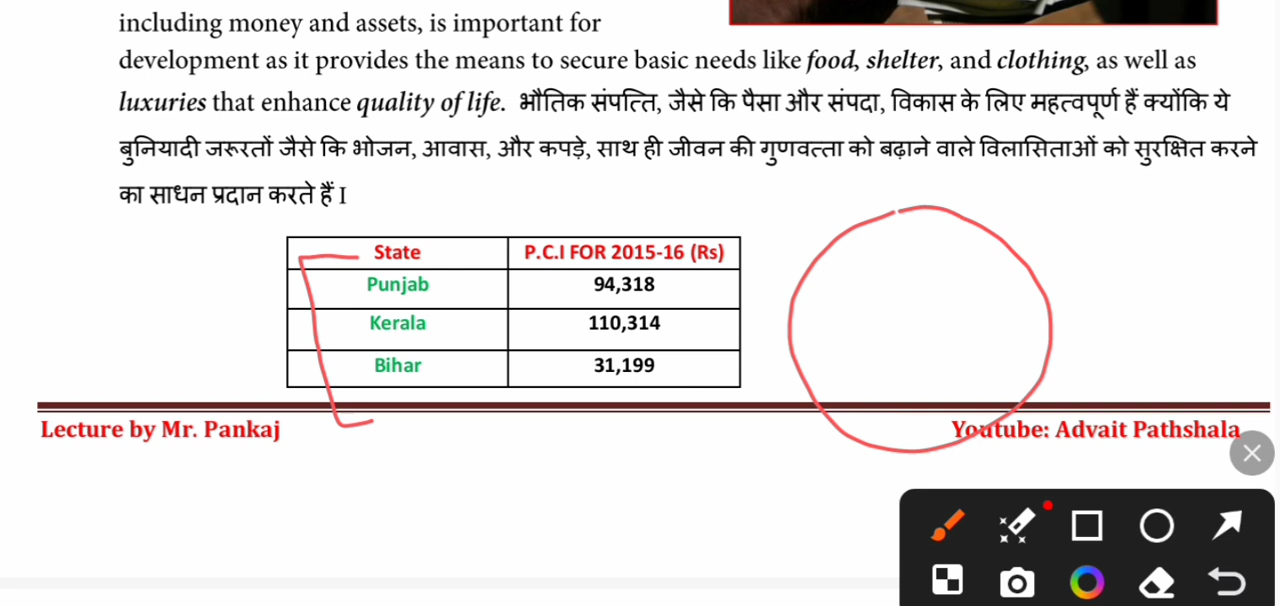 including money and assets, is important for
development as it provides the means to secure basic needs like food, shelter, and clothing, as well as
luxuries that enhance quality of life. भौतिक संपत्ति, जैसे कि पैसा और संपदा, विकास के लिए महत्वपूर्ण हैं क्योंकि ये
बुनियादी जरूरतों जैसे कि भोजन, आवास, और कपड़े, साथ ही जीवन की गुणवत्ता को बढ़ाने वाले विलासिताओं को सुरक्षित करने
का साधन प्रदान करते हैं I
State P.C.I FOR 2015-16 (Rs)
Punjab 94,318
Kerala 110,314
Bihar 31,199
Lecture by Mr. Pankaj Youtube: Advait Pathshala